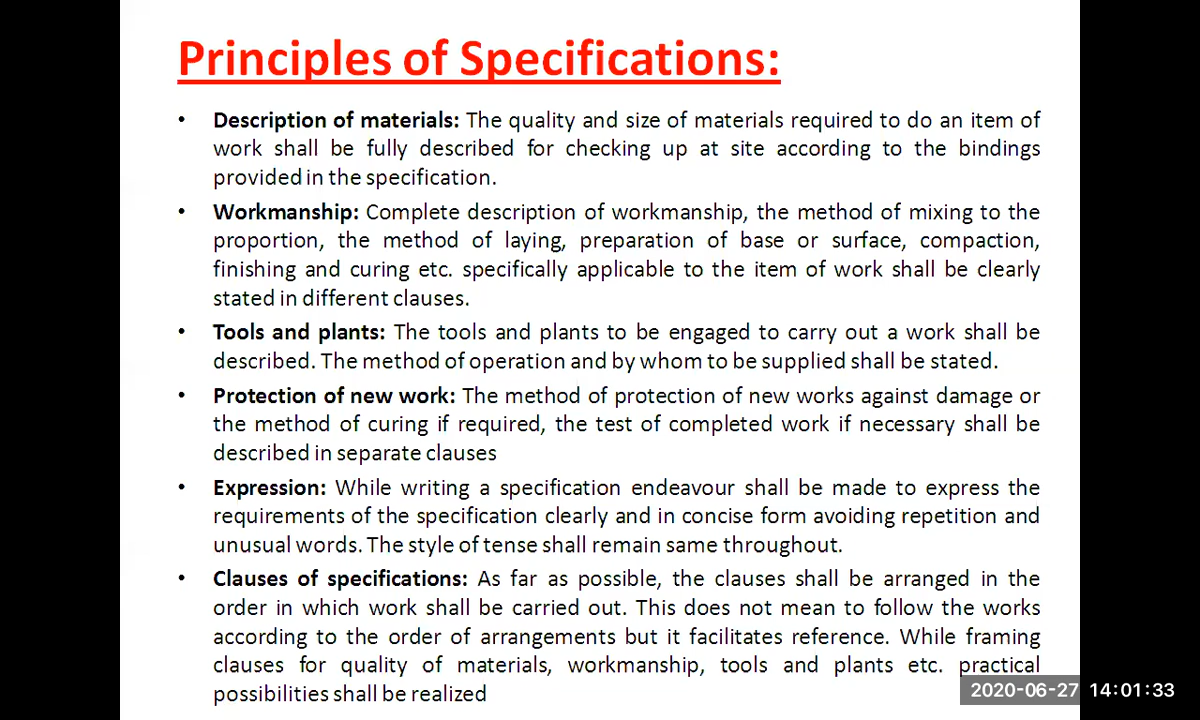 Principles of Specifications:
• Description of materials: The quality and size of materials required to do an item of
work shall be fully described for checking up at site according to the bindings
provided in the specification.
• Workmanship: Complete description of workmanship, the method of mixing to the
proportion, the method of laying, preparation of base or surface, compaction,
finishing and curing etc. specifically applicable to the item of work shall be clearly
stated in different clauses.
• Tools and plants: The tools and plants to be engaged to carry out a work shall be
described. The method of operation and by whom to be supplied shall be stated.
• Protection of new work: The method of protection of new works against damage or
the method of curing if required, the test of completed work if necessary shall be
described in separate clauses
• Expression: While writing a specification endeavour shall be made to express the
requirements of the specification clearly and in concise form avoiding repetition and
unusual words. The style of tense shall remain same throughout.
• Clauses of specifications: As far as possible, the clauses shall be arranged in the
order in which work shall be carried out. This does not mean to follow the works
according to the order of arrangements but it facilitates reference. While framing
clauses for quality of materials, workmanship, tools and plants etc. practical
possibilities shall be realized
2020-06-27 14:01:33